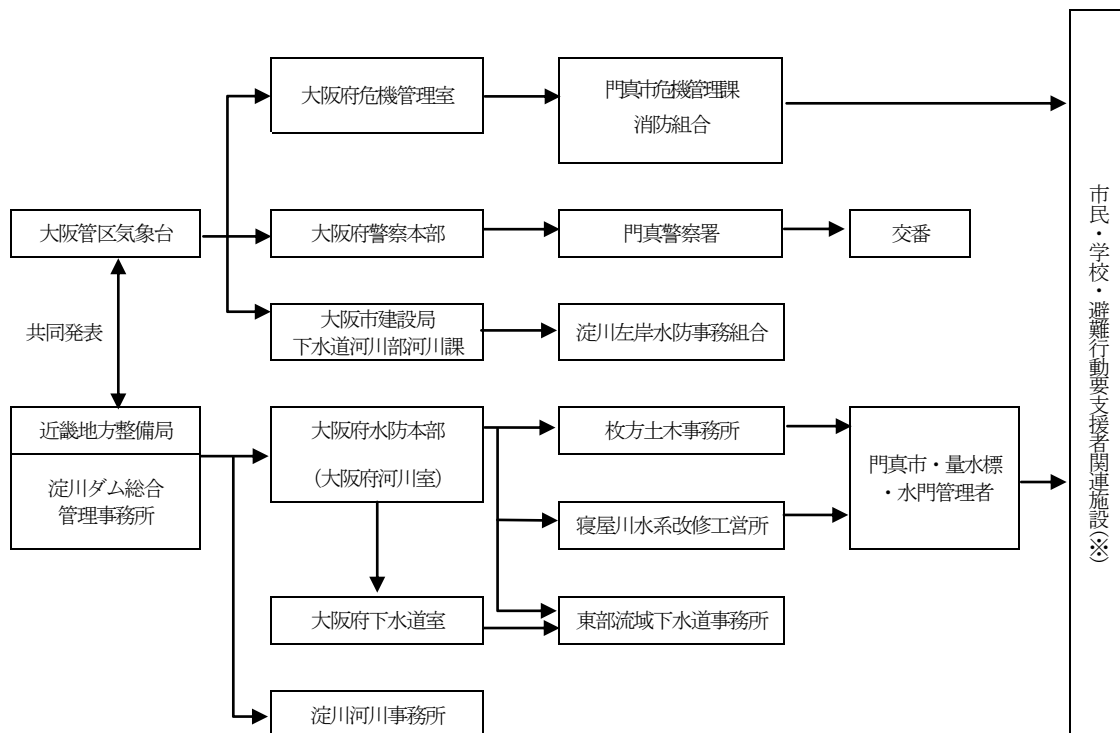 大阪府危機管理室
門真市危機管理課
消防組合
大阪管区気象台
大阪府警察本部
門真警察署
交番
共同発表
大阪市建設局
下水道河川部河川課
淀川左岸水防事務組合
近畿地方整備局
淀川ダム総合
管理事務所
大阪府水防本部
（大阪府河川室）
枚方土木事務所
門真市・量水標
・水門管理者
寝屋川水系改修工営所
大阪府下水道室
東部流域下水道事務所
淀川河川事務所
市民・学校・避難行動要支援者関連施設(※)